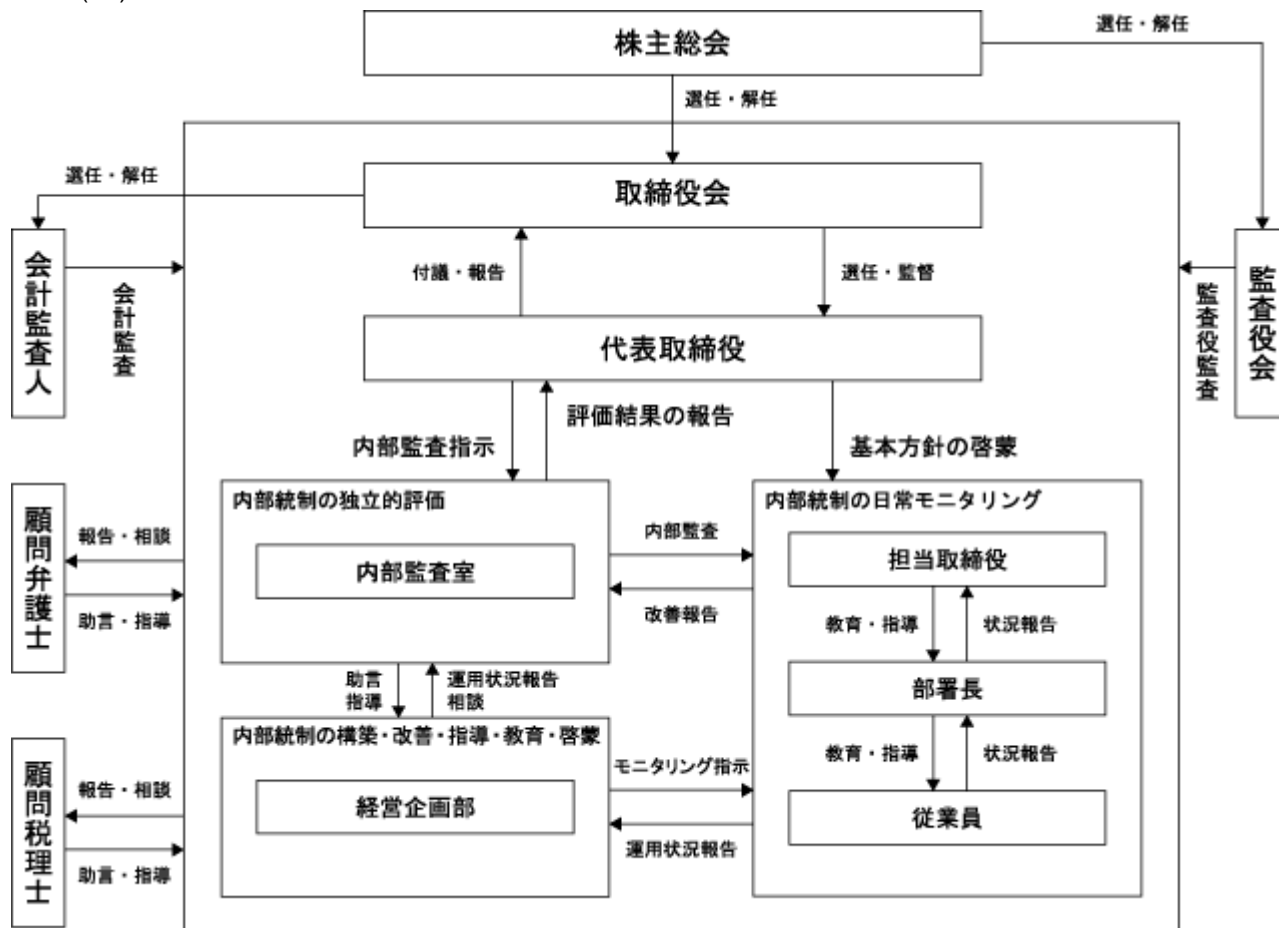 株主総会
選任・解任
選任・解任
選任・解任
取締役会
会計監査人
会計監査
付議・報告
選任・監督
監査役監査
監査役会
代表取締役
評価結果の報告
内部監査指示
基本方針の啓蒙
内部統制の独立的評価
内部監査室
内部監査
改善報告
内部統制の日常モニタリング
担当取締役
教育・指導
状況報告
部署長
教育・指導
状況報告
従業員
顧問弁護士
報告・相談
助言・指導
助言
指導
運用状況報告
相談
内部統制の構築・改善・指導・教育・啓蒙
経営企画部
モニタリング指示
運用状況報告
顧問税理士
報告・相談
助言・指導